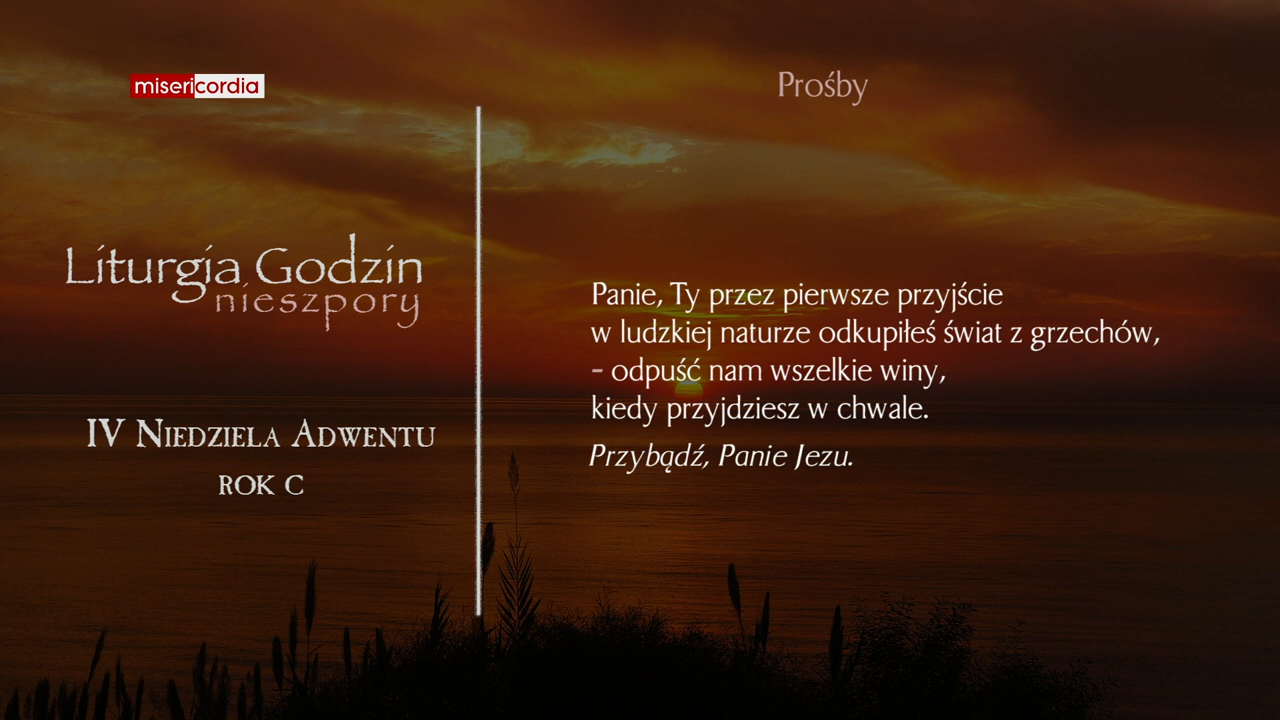 misericordia
Prośby
Liturgia Godzin
nieszpory
IV Niedziela Adwentu
rok C
Panie, Ty przez pierwsze przyjście
w ludzkiej naturze odkupiłeś świat z grzechów,
– odpuść nam wszelkie winy,
kiedy przyjdziesz w chwale.
Przybądź, Panie Jezu.